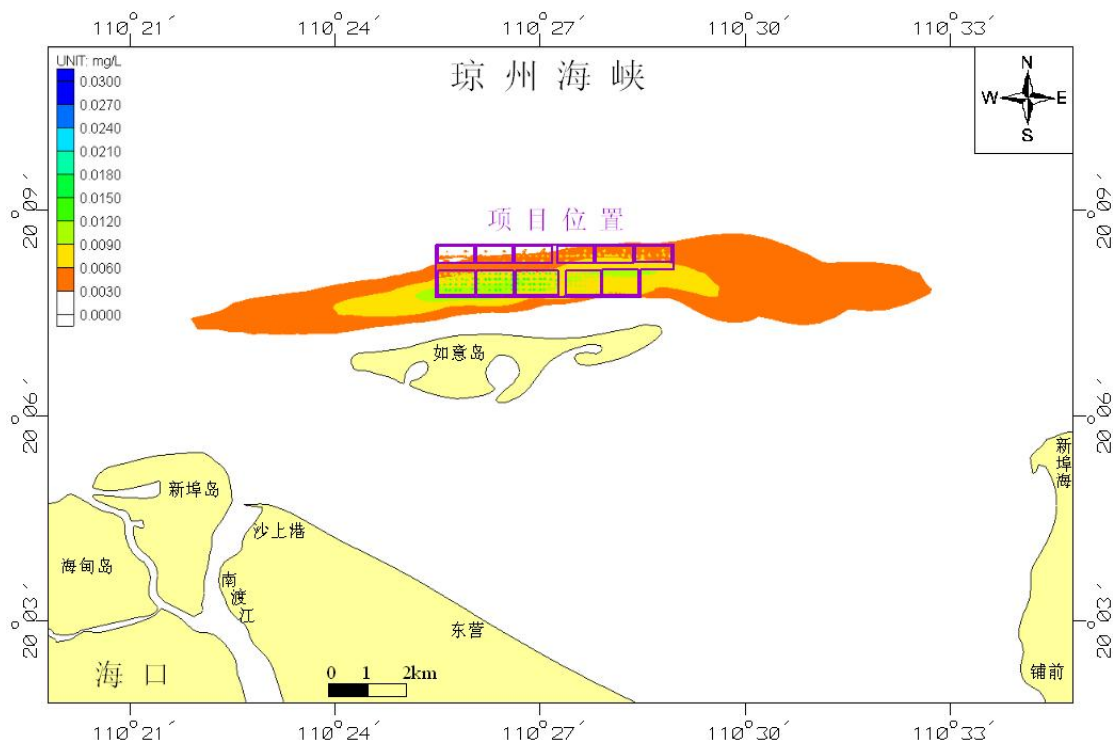 110°21′ 110°24′ 110°27′ 110°30′ 110°33′
UNIT: mg/L
0.0300
0.0270
0.0240
0.0210
0.0180
0.0150
0.0120
0.0090
0.0060
0.0030
0.0000
琼州海峡
N
W E
S
20°09′ 20°09′
项目位置
如意岛
20°06′ 20°06′
新埠海
新埠岛
沙上港
海甸岛
南渡江
20°03′ 20°03′
东营
海口
0 1 2km
铺前
110°21′ 110°24′ 110°27′ 110°30′ 110°33′